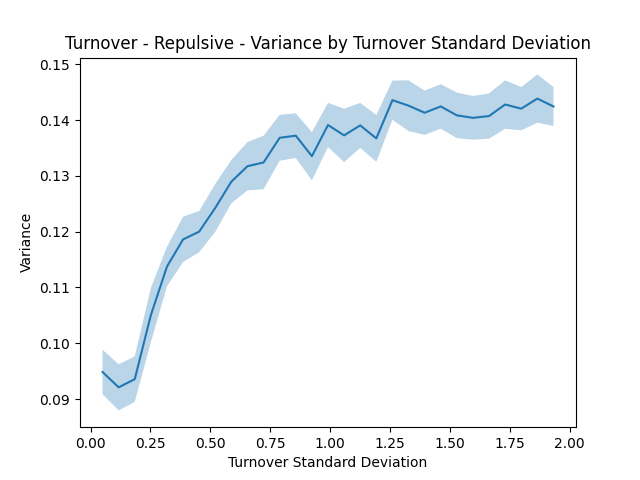 Turnover - Repulsive - Variance by Turnover Standard Deviation
0.15
0.14
0.13
0.12
0.11
0.10
0.09
Variance
0.00 0.25 0.50 0.75 1.00 1.25 1.50 1.75 2.00
Turnover Standard Deviation